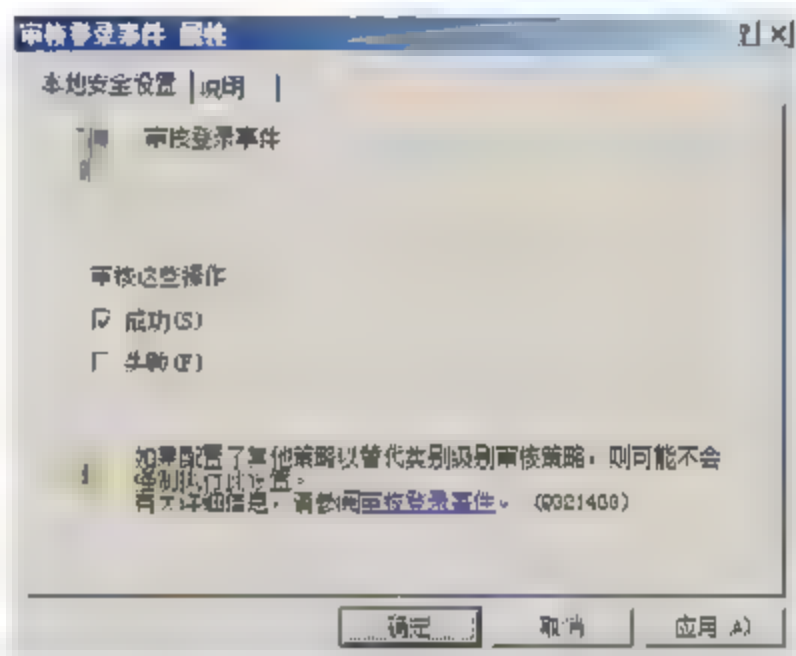 审核登录事件 属性
本地安全设置 说明
审核登录事件
审核这些操作
成功(S)
失败(F)
如果配置了其他策略以替代类别级别审核策略，则可能不会
强制执行此设置。
有关详细信息，请参阅审核登录事件。 (Q921468)
确定 取消 应用(A)